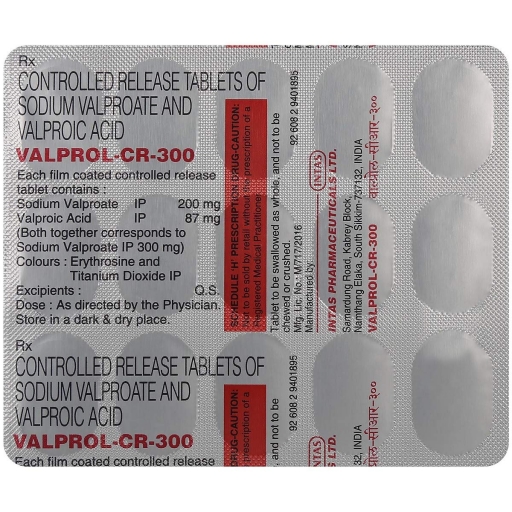 Rx
CONTROLLED RELEASE TABLETS OF
SODIUM VALPROATE AND
VALPROIC ACID
VALPROL-CR-300
Each film coated controlled release
tablet contains :
Sodium Valproate IP 200 mg
Valproic Acid IP 87 mg
(Both together corresponds to
Sodium Valproate IP 300 mg)
Colours : Erythrosine and
Titanium Dioxide IP
Excipients : Q.S.
Dose : As directed by the Physician.
Store in a dark & dry place.
SCHEDULE 'H' PRESCRIPTION DRUG-CAUTION:
Not to be sold by retail without the prescription of a
Registered Medical Practitioner.
Tablet to be swallowed as whole, and not to be
chewed or crushed.
92 608 2 9401895
Mfg. Lic. No.: M/717/2016
Manufactured by
INTAS
INTAS PHARMACEUTICALS LTD.
Samardung Road, Kabrey Block,
Namthang Elaka, South Sikkim-737132, INDIA
VALPROL-CR-300
वाल्प्रोल-सीआर-३००
Rx
CONTROLLED RELEASE TABLETS OF
SODIUM VALPROATE AND
VALPROIC ACID
VALPROL-CR-300
Each film coated controlled release
DRUG-CAUTION:
prescription of a
, and not to be
92 608 2 9401895
INTAS
S LTD.
32, INDIA
प्रोल-सीआर-३००